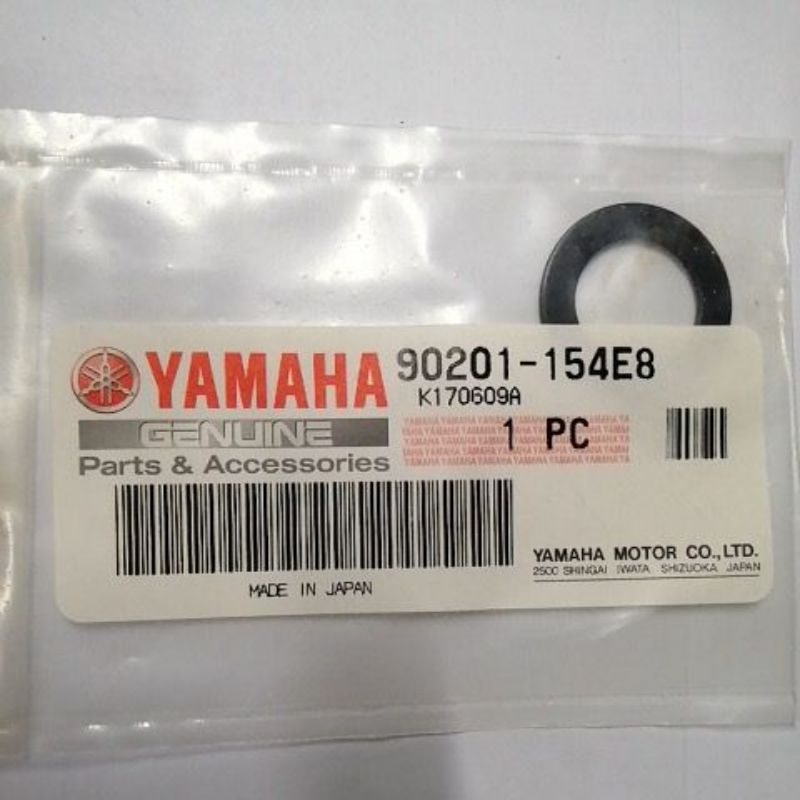 YAMAHA 90201-154E8
K170609A
GENUINE
1 PC
Parts & Accessories
YAMAHA MOTOR CO.,LTD.
2500 SHINGAI IWATA SHIZUOKA JAPAN
MADE IN JAPAN